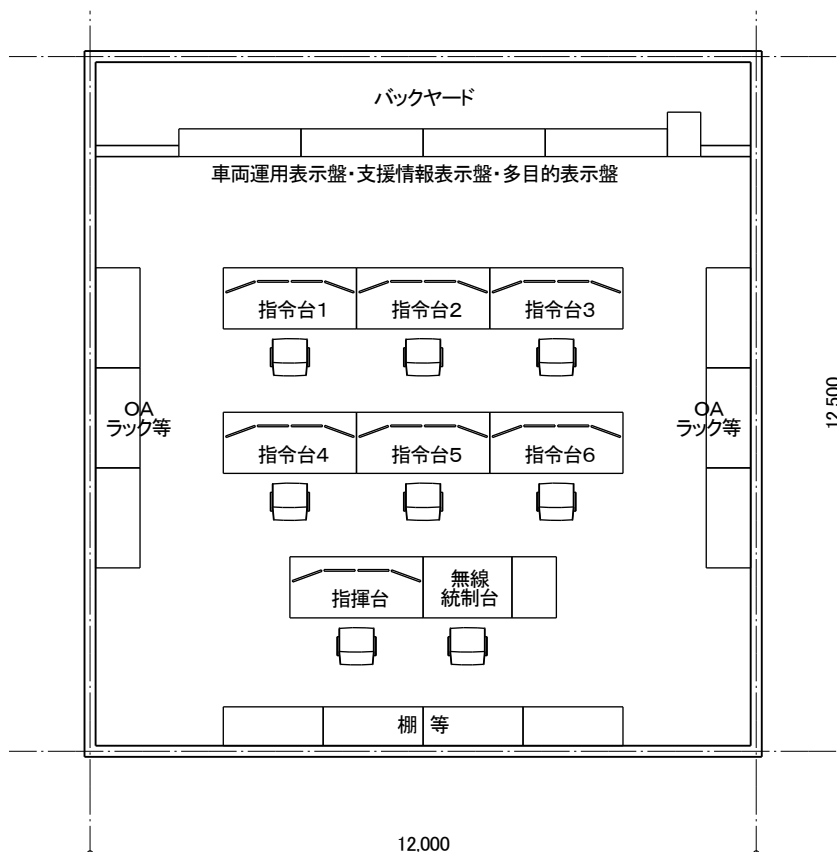 バックヤード
車両運用表示盤・支援情報表示盤・多目的表示盤
指令台1
指令台2
指令台3
OA
ラック等
OA
ラック等
12,500
指令台4
指令台5
指令台6
指揮台
無線
統制台
棚 等
12,000